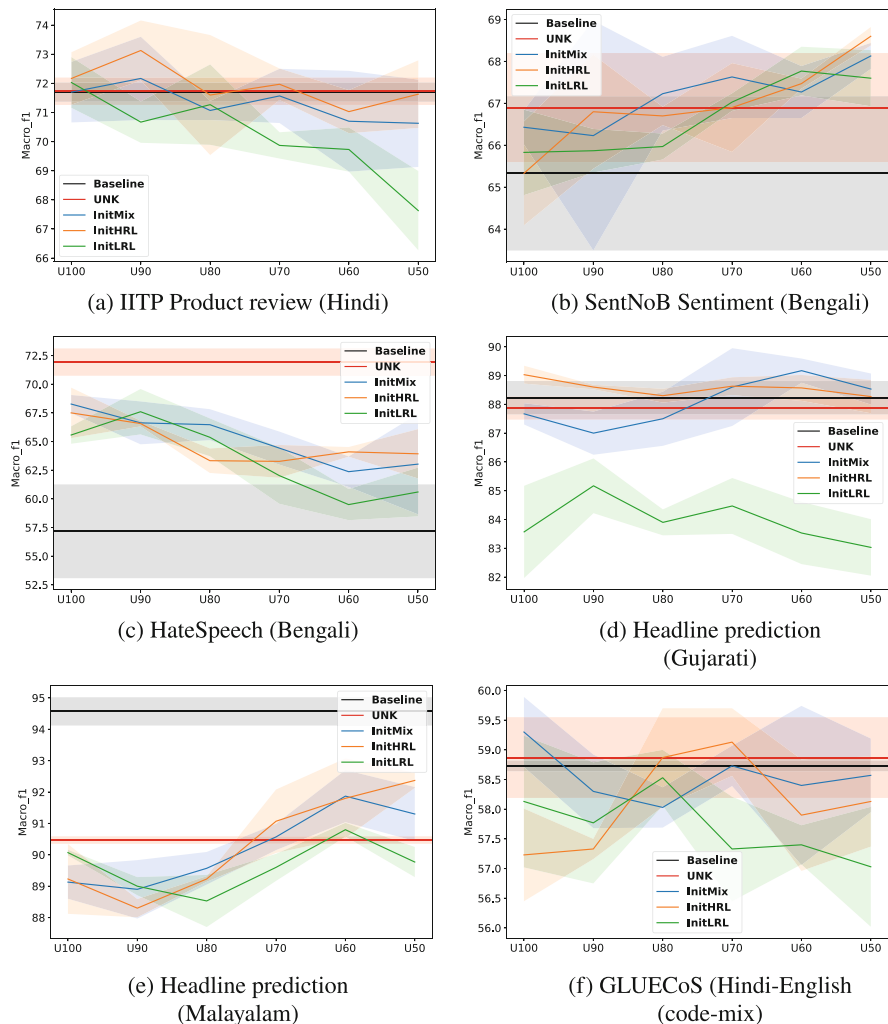 74
73
72
71
70
69
68
67
66
Macro_f1
Baseline
UNK
InitMix
InitHRL
InitLRL
U100 U90 U80 U70 U60 U50
(a) IITP Product review (Hindi)
69
68
67
66
65
64
Macro_f1
Baseline
UNK
InitMix
InitHRL
InitLRL
U100 U90 U80 U70 U60 U50
(b) SentNoB Sentiment (Bengali)
72.5
70.0
67.5
65.0
62.5
60.0
57.5
55.0
52.5
Macro_f1
Baseline
UNK
InitMix
InitHRL
InitLRL
U100 U90 U80 U70 U60 U50
(c) HateSpeech (Bengali)
90
89
88
87
86
85
84
83
82
Macro_f1
Baseline
UNK
InitMix
InitHRL
InitLRL
U100 U90 U80 U70 U60 U50
(d) Headline prediction
(Gujarati)
95
94
93
92
91
90
89
88
Macro_f1
Baseline
UNK
InitMix
InitHRL
InitLRL
U100 U90 U80 U70 U60 U50
(e) Headline prediction
(Malayalam)
60.0
59.5
59.0
58.5
58.0
57.5
57.0
56.5
56.0
Macro_f1
Baseline
UNK
InitMix
InitHRL
InitLRL
U100 U90 U80 U70 U60 U50
(f) GLUECoS (Hindi-English
(code-mix)